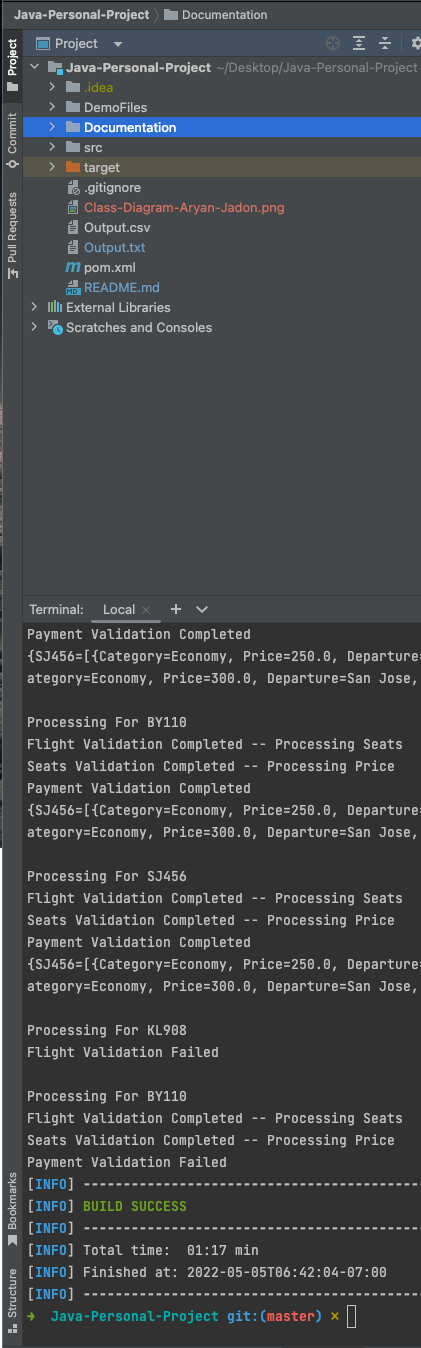 Java-Personal-Project Documentation
Project
Java-Personal-Project ~/Desktop/Java-Personal-Project
.idea
DemoFiles
Documentation
src
target
.gitignore
Class-Diagram-Aryan-Jadon.png
Output.csv
Output.txt
pom.xml
README.md
External Libraries
Scratches and Consoles
Project
Commit
Pull Requests
Bookmarks
Structure
Terminal: Local × + 
Payment Validation Completed
{SJ456=[{Category=Economy, Price=250.0, Departure=
ategory=Economy, Price=300.0, Departure=San Jose,
Processing For BY110
Flight Validation Completed -- Processing Seats
Seats Validation Completed -- Processing Price
Payment Validation Completed
{SJ456=[{Category=Economy, Price=250.0, Departure=
ategory=Economy, Price=300.0, Departure=San Jose,
Processing For SJ456
Flight Validation Completed -- Processing Seats
Seats Validation Completed -- Processing Price
Payment Validation Completed
{SJ456=[{Category=Economy, Price=250.0, Departure=
ategory=Economy, Price=300.0, Departure=San Jose,
Processing For KL908
Flight Validation Failed
Processing For BY110
Flight Validation Completed -- Processing Seats
Seats Validation Completed -- Processing Price
Payment Validation Failed
[INFO] -----------------------------------------
[INFO] BUILD SUCCESS
[INFO] -----------------------------------------
[INFO] Total time:  01:17 min
[INFO] Finished at: 2022-05-05T06:42:04-07:00
[INFO] -----------------------------------------
➜  Java-Personal-Project git:(master) ×